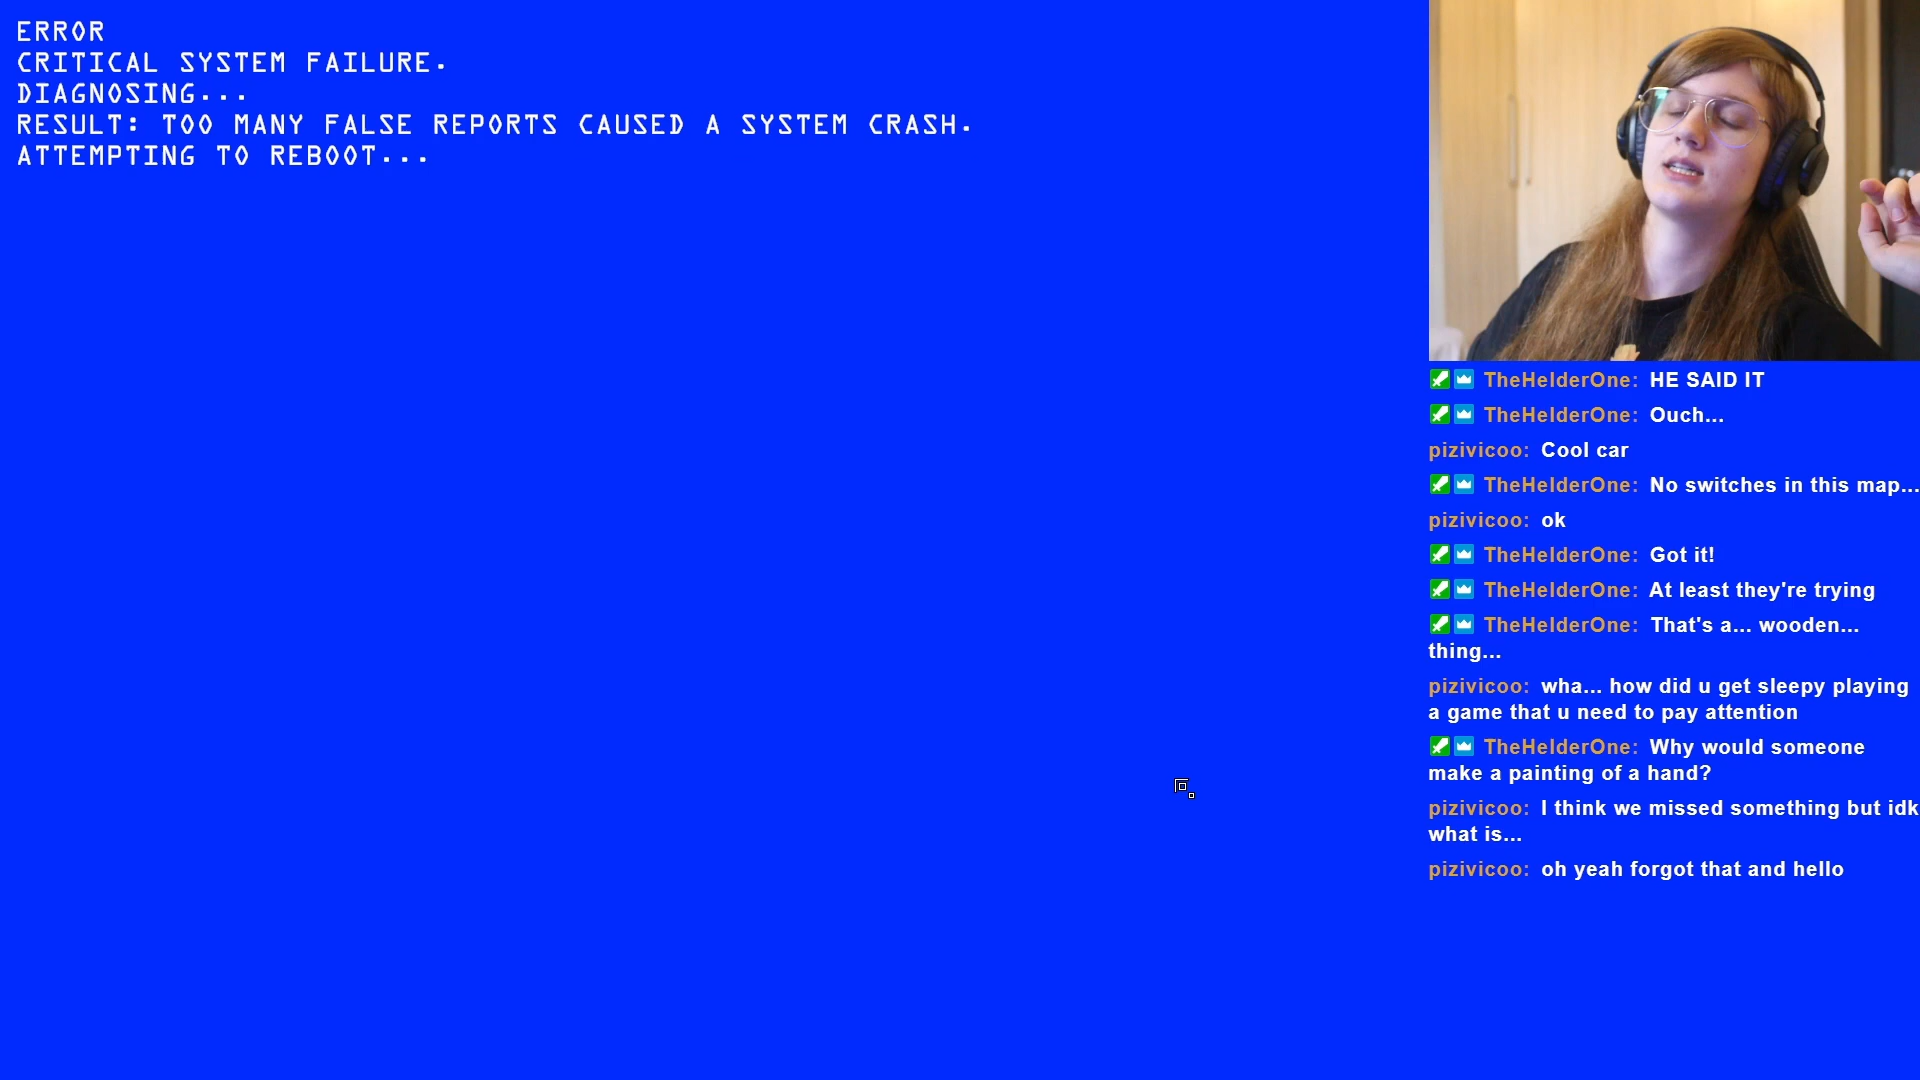 ERROR
CRITICAL SYSTEM FAILURE.
DIAGNOSING...
RESULT: TOO MANY FALSE REPORTS CAUSED A SYSTEM CRASH.
ATTEMPTING TO REBOOT...
TheHelderOne: HE SAID IT
TheHelderOne: Ouch...
pizivicoo: Cool car
TheHelderOne: No switches in this map...
pizivicoo: ok
TheHelderOne: Got it!
TheHelderOne: At least they're trying
TheHelderOne: That's a... wooden...
thing...
pizivicoo: wha... how did u get sleepy playing
a game that u need to pay attention
TheHelderOne: Why would someone
make a painting of a hand?
pizivicoo: I think we missed something but idk
what is...
pizivicoo: oh yeah forgot that and hello